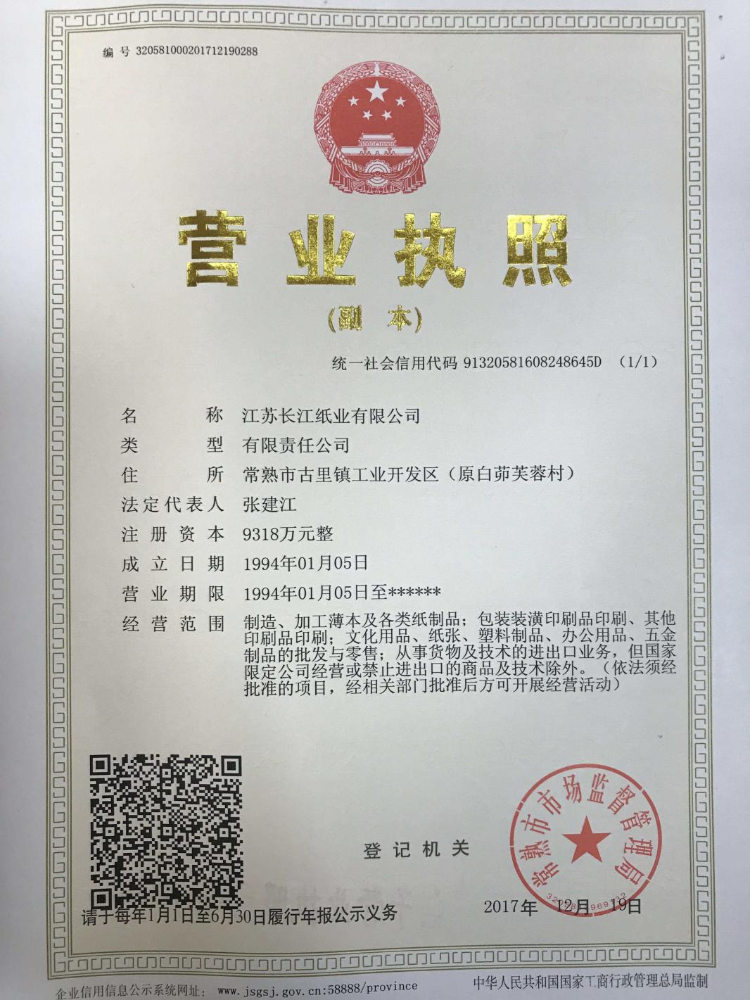 编 号 320581000201712190288
营业执照
(副 本)
统一社会信用代码 91320581608248645D （1/1）
名 称 江苏长江纸业有限公司
类 型 有限责任公司
住 所 常熟市古里镇工业开发区（原白茆芙蓉村）
法定代表人 张建江
注册资本 9318万元整
成立日期 1994年01月05日
营业期限 1994年01月05日至******
经营范围 制造、加工薄本及各类纸制品；包装装潢印刷品印刷、其他
印刷品印刷；文化用品、纸张、塑料制品、办公用品、五金
制品的批发与零售；从事货物及技术的进出口业务，但国家
限定公司经营或禁止进出口的商品及技术除外。（依法须经
批准的项目，经相关部门批准后方可开展经营活动）
登记机关
常熟市市场监督管理局
2017年 12月 19日
请于每年1月1日至6月30日履行年报公示义务
企业信用信息公示系统网址： www.jsgsj.gov.cn:58888/province
中华人民共和国国家工商行政管理总局监制